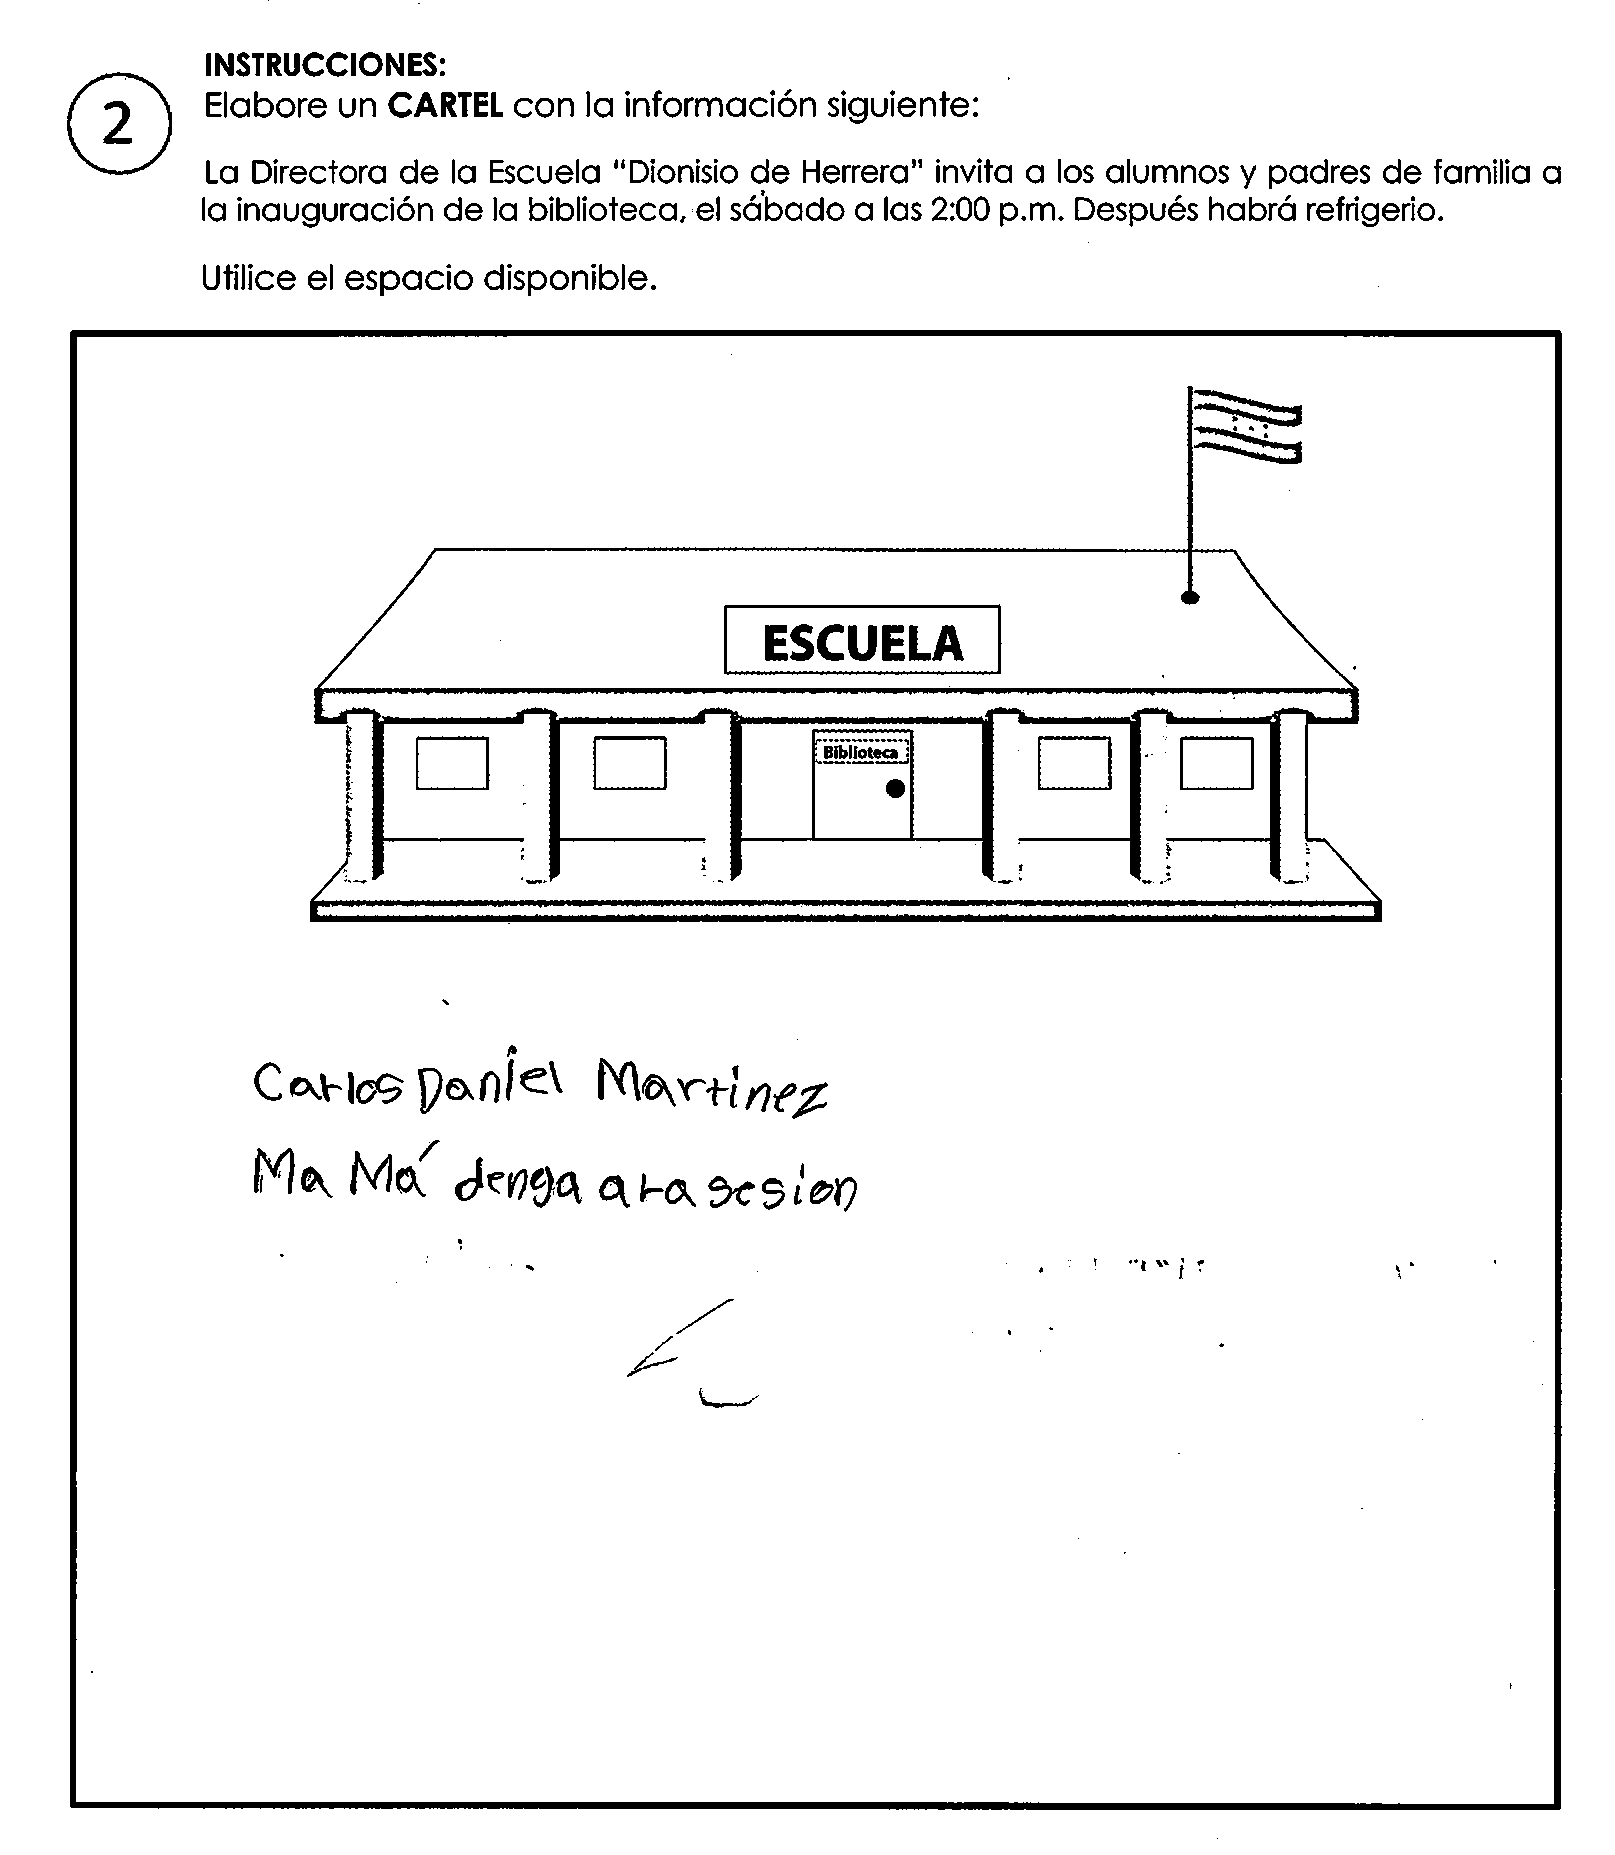 INSTRUCCIONES:
2
Elabore un CARTEL con la información siguiente:
La Directora de la Escuela "Dionisio de Herrera" invita a los alumnos y padres de familia a
la inauguración de la biblioteca, el sábado a las 2:00 p.m. Después habrá refrigerio.
Utilice el espacio disponible.
ESCUELA
Biblioteca
Carlos Daniel Martinez
Ma Má denga a ra sesion